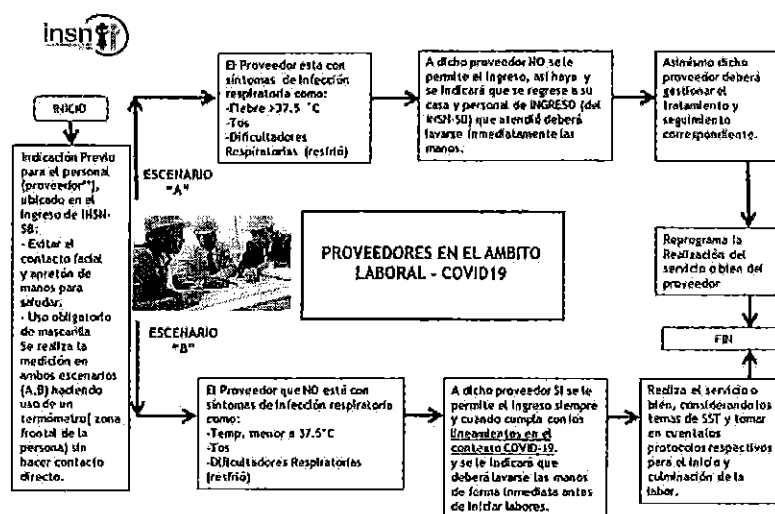 insn
INICIO
Indicación Previo
para el personal
(proveedor**),
ubicado en el
Ingreso de INSN-
SB:
- Evitar el
contacto facial
y apretón de
manos para
saludar;
- Uso obligatorio
de mascarilla
Se realiza la
medición en
ambos escenarios
(A,B) haciendo
uso de un
termómetro( zona
frontal de la
persona) sin
hacer contacto
directo.
ESCENARIO
"A"
El Proveedor esta con
síntomas de Infección
respiratoria como:
-Fiebre >37.5 °C
-Tos
-Dificultadores
Respiratorias (resfrió)
A dicho proveedor NO se le
permite el Ingreso, así haya y
se indicará que se regrese a su
casa y personal de INGRESO (del
INSN-SB) que atendió deberá
lavarse inmediatamente las
manos.
Asimismo dicho
proveedor deberá
gestionar el
tratamiento y
seguimiento
correspondiente.
Reprograma la
Realización del
servicio o bien del
proveedor
FIN
PROVEEDORES EN EL AMBITO
LABORAL - COVID19
ESCENARIO
"B"
El Proveedor que NO está con
síntomas de Infección respiratoria
como:
-Temp. menor a 37.5°C
-Tos
-Dificultadores Respiratorias
(resfrió)
A dicho proveedor SI se le
permite el Ingreso siempre
y cuando cumpla con los
lineamientos en el
contexto COVID-19.
y se le indicará que
deberá lavarse las manos
de forma inmediata antes
de iniciar labores.
Realiza el servicio o
bien, considerando los
temas de SST y tomar
en cuenta los
protocolos respectivos
para el inicio y
culminación de la
labor.